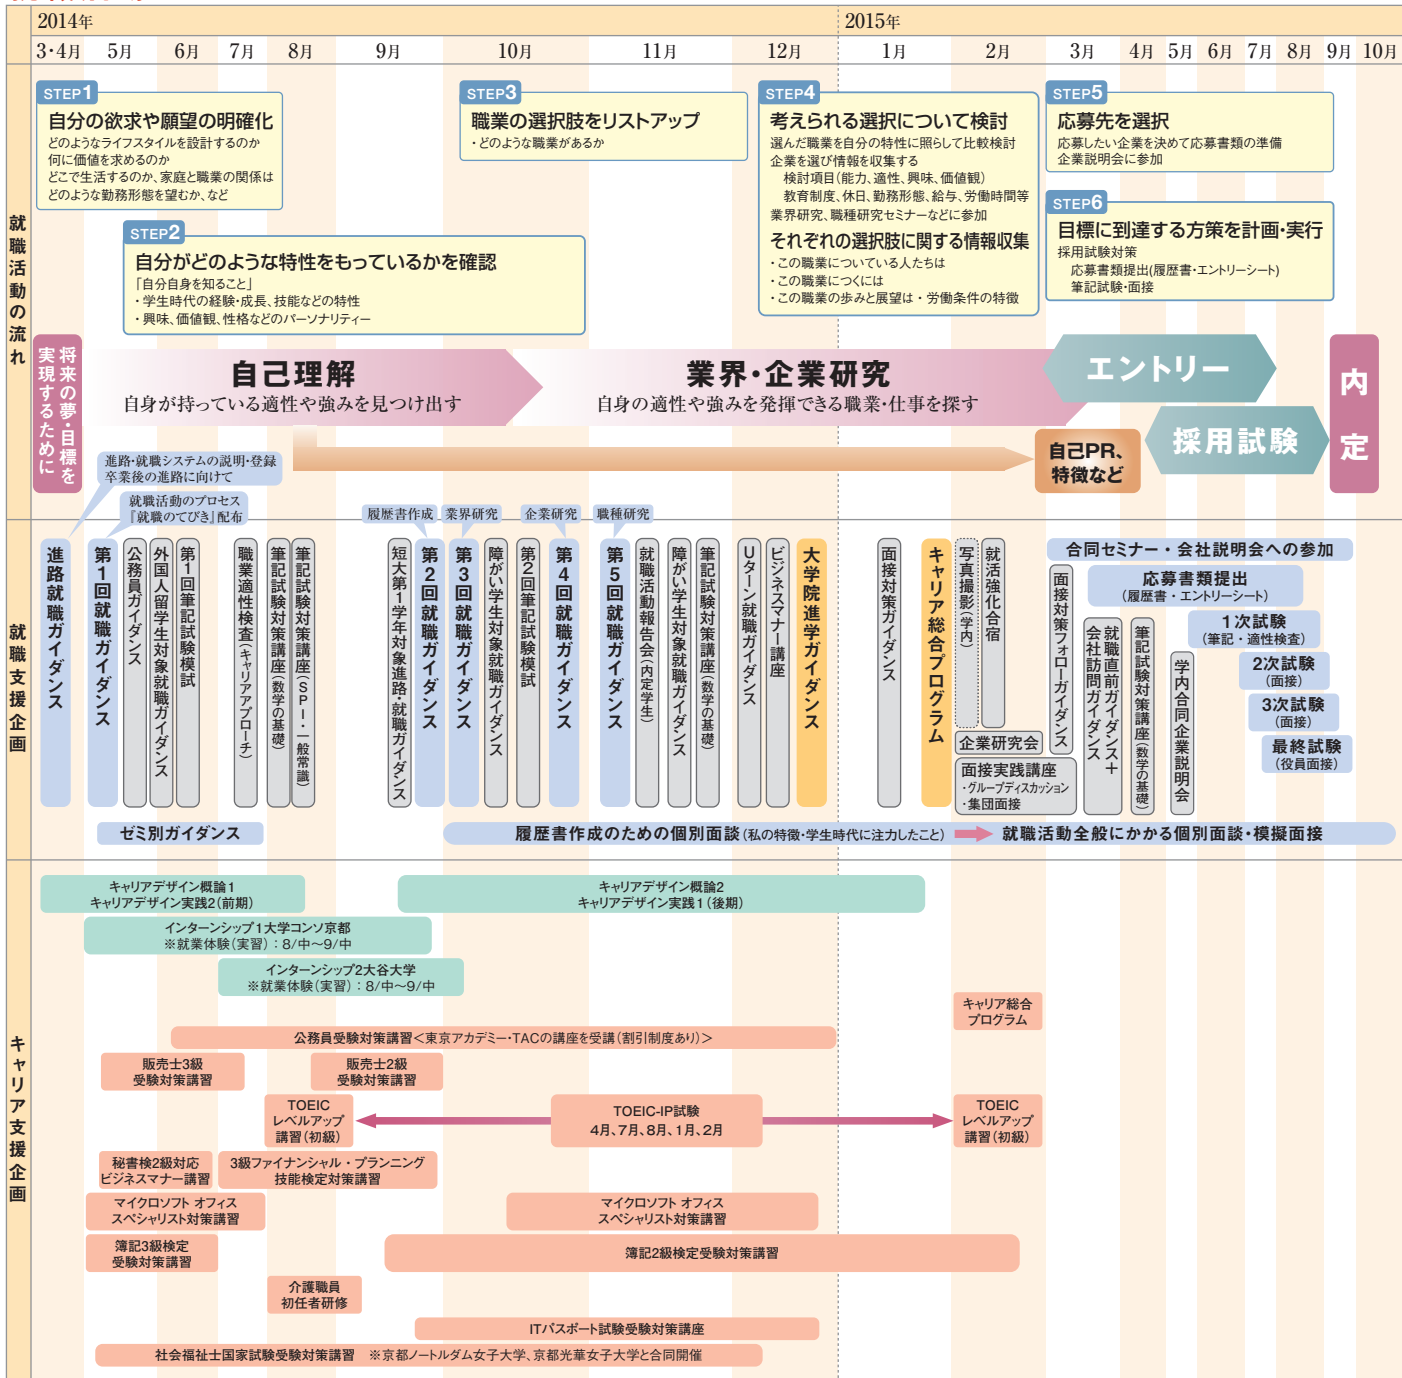 2014年
2015年
3・4月
5月
6月
7月
8月
9月
10月
11月
12月
1月
2月
3月
4月
5月
6月
7月
8月
9月
10月
就職活動の流れ
STEP1
自分の欲求や願望の明確化
どのようなライフスタイルを設計するのか
何に価値を求めるのか
どこで生活するのか、家庭と職業の関係は
どのような勤務形態を望むか、など
STEP2
自分がどのような特性をもっているかを確認
「自分自身を知ること」
・学生時代の経験・成長、技能などの特性
・興味、価値観、性格などのパーソナリティー
STEP3
職業の選択肢をリストアップ
・どのような職業があるか
STEP4
考えられる選択について検討
選んだ職業を自分の特性に照らして比較検討
企業を選び情報を収集する
検討項目(能力、適性、興味、価値観)
教育制度、休日、勤務形態、給与、労働時間等
業界研究、職種研究セミナーなどに参加
それぞれの選択肢に関する情報収集
・この職業についている人たちは
・この職業につくには
・この職業の歩みと展望は・労働条件の特徴
STEP5
応募先を選択
応募したい企業を決めて応募書類の準備
企業説明会に参加
STEP6
目標に到達する方策を計画・実行
採用試験対策
応募書類提出(履歴書・エントリーシート)
筆記試験・面接
将来の夢・目標を
実現するために
自己理解
自身が持っている適性や強みを見つけ出す
業界・企業研究
自身の適性や強みを発揮できる職業・仕事を探す
エントリー
採用試験
内定
自己PR、
特徴など
進路・就職システムの説明・登録
卒業後の進路に向けて
就職活動のプロセス
『就職のてびき』配布
履歴書作成
業界研究
企業研究
職種研究
就職支援企画
進路就職ガイダンス
第1回就職ガイダンス
公務員ガイダンス
外国人留学生対象就職ガイダンス
第1回筆記試験模試
職業適性検査(キャリアアプローチ)
筆記試験対策講座(数学の基礎)
筆記試験対策講座(SPI・一般常識)
短大第1学年対象進路・就職ガイダンス
第2回就職ガイダンス
第3回就職ガイダンス
障がい学生対象就職ガイダンス
第2回筆記試験模試
第4回就職ガイダンス
第5回就職ガイダンス
就職活動報告会(内定学生)
障がい学生対象就職ガイダンス
筆記試験対策講座(数学の基礎)
Uターン就職ガイダンス
ビジネスマナー講座
大学院進学ガイダンス
面接対策ガイダンス
キャリア総合プログラム
写真撮影(学内)
就活強化合宿
企業研究会
面接実践講座
・グループディスカッション
・集団面接
合同セミナー・会社説明会への参加
面接対策フォローガイダンス
就職直前ガイダンス+
会社訪問ガイダンス
筆記試験対策講座(数学の基礎)
学内合同企業説明会
応募書類提出
(履歴書・エントリーシート)
1次試験
(筆記・適性検査)
2次試験
(面接)
3次試験
(面接)
最終試験
(役員面接)
ゼミ別ガイダンス
履歴書作成のための個別面談(私の特徴・学生時代に注力したこと)
就職活動全般にかかる個別面談・模擬面接
キャリア支援企画
キャリアデザイン概論1
キャリアデザイン実践2(前期)
キャリアデザイン概論2
キャリアデザイン実践1(後期)
インターンシップ1大学コンソ京都
※就業体験(実習):8/中〜9/中
インターンシップ2大谷大学
※就業体験(実習):8/中〜9/中
キャリア総合
プログラム
公務員受験対策講習<東京アカデミー・TACの講座を受講(割引制度あり)>
販売士3級
受験対策講習
販売士2級
受験対策講習
TOEIC
レベルアップ
講習(初級)
TOEIC-IP試験
4月、7月、8月、1月、2月
TOEIC
レベルアップ
講習(初級)
秘書検2級対応
ビジネスマナー講習
3級ファイナンシャル・プランニング
技能検定対策講習
マイクロソフト オフィス
スペシャリスト対策講習
マイクロソフト オフィス
スペシャリスト対策講習
簿記3級検定
受験対策講習
簿記2級検定受験対策講習
介護職員
初任者研修
ITパスポート試験受験対策講座
社会福祉士国家試験受験対策講習 ※京都ノートルダム女子大学、京都光華女子大学と合同開催